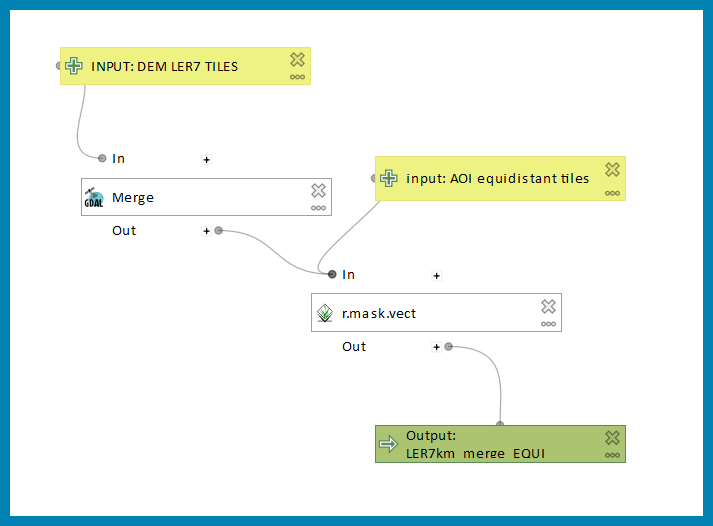 INPUT: DEM LER7 TILES
In +
input: AOI equidistant tiles
GDAL Merge
Out +
In +
r.mask.vect
Out +
Output:
LER7km_merge_EQUI